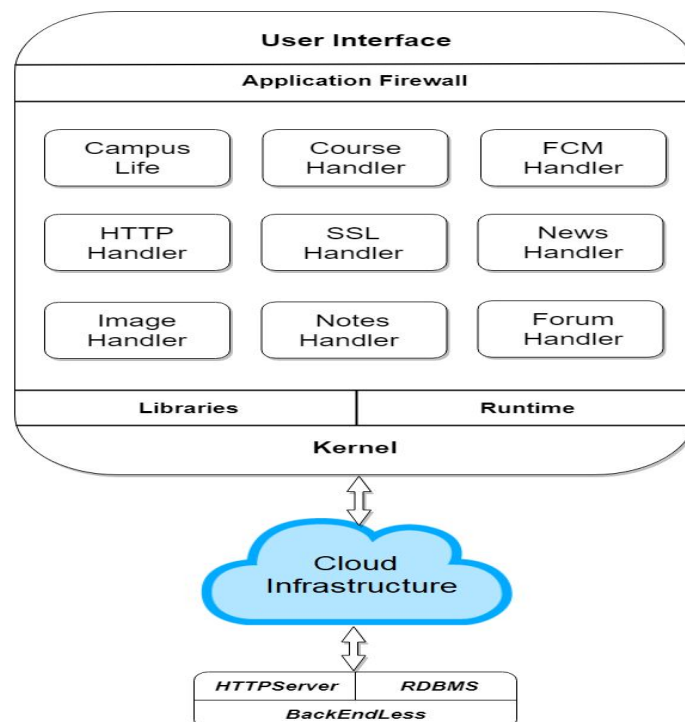 User Interface
Application Firewall
Campus
Life
Course
Handler
FCM
Handler
HTTP
Handler
SSL
Handler
News
Handler
Image
Handler
Notes
Handler
Forum
Handler
Libraries
Runtime
Kernel
Cloud
Infrastructure
HTTPServer
RDBMS
BackEndLess